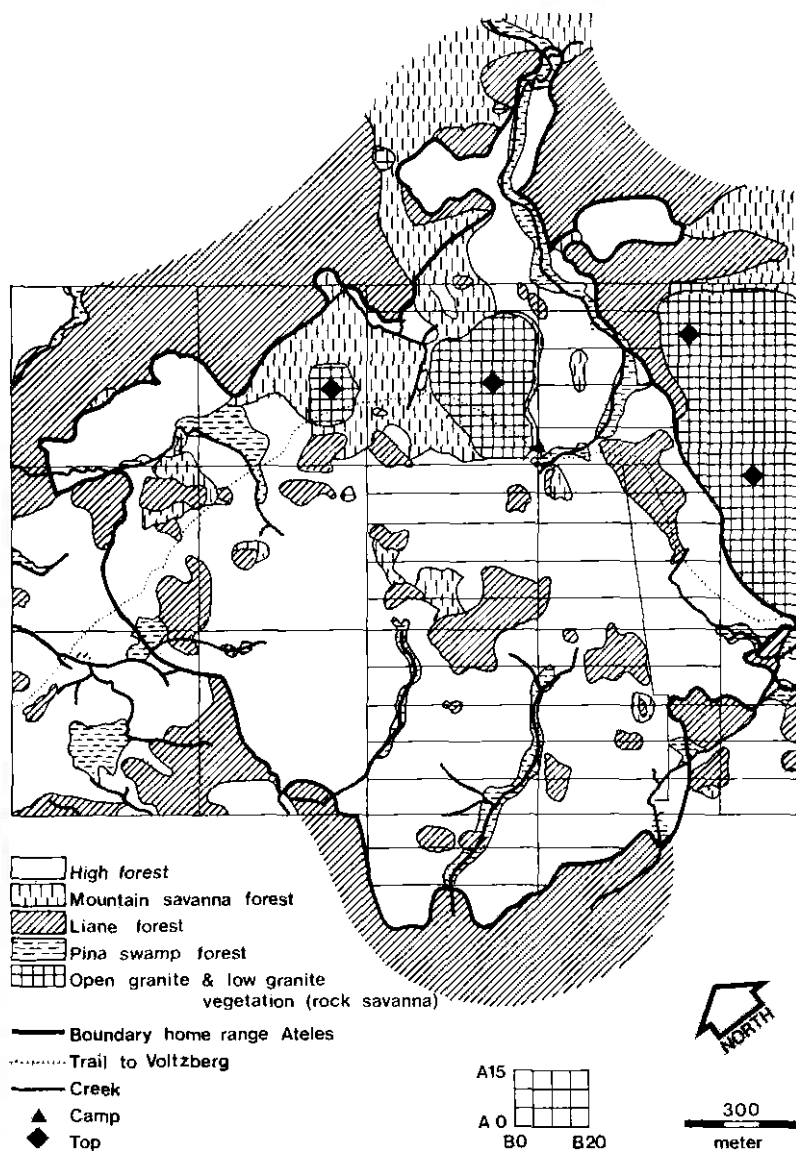 High forest
Mountain savanna forest
Liane forest
Pina swamp forest
Open granite & low granite
vegetation (rock savanna)
Boundary home range Ateles
Trail to Voltzberg
Creek
Camp
Top
A15
A 0
B0 B20
NORTH
300
meter